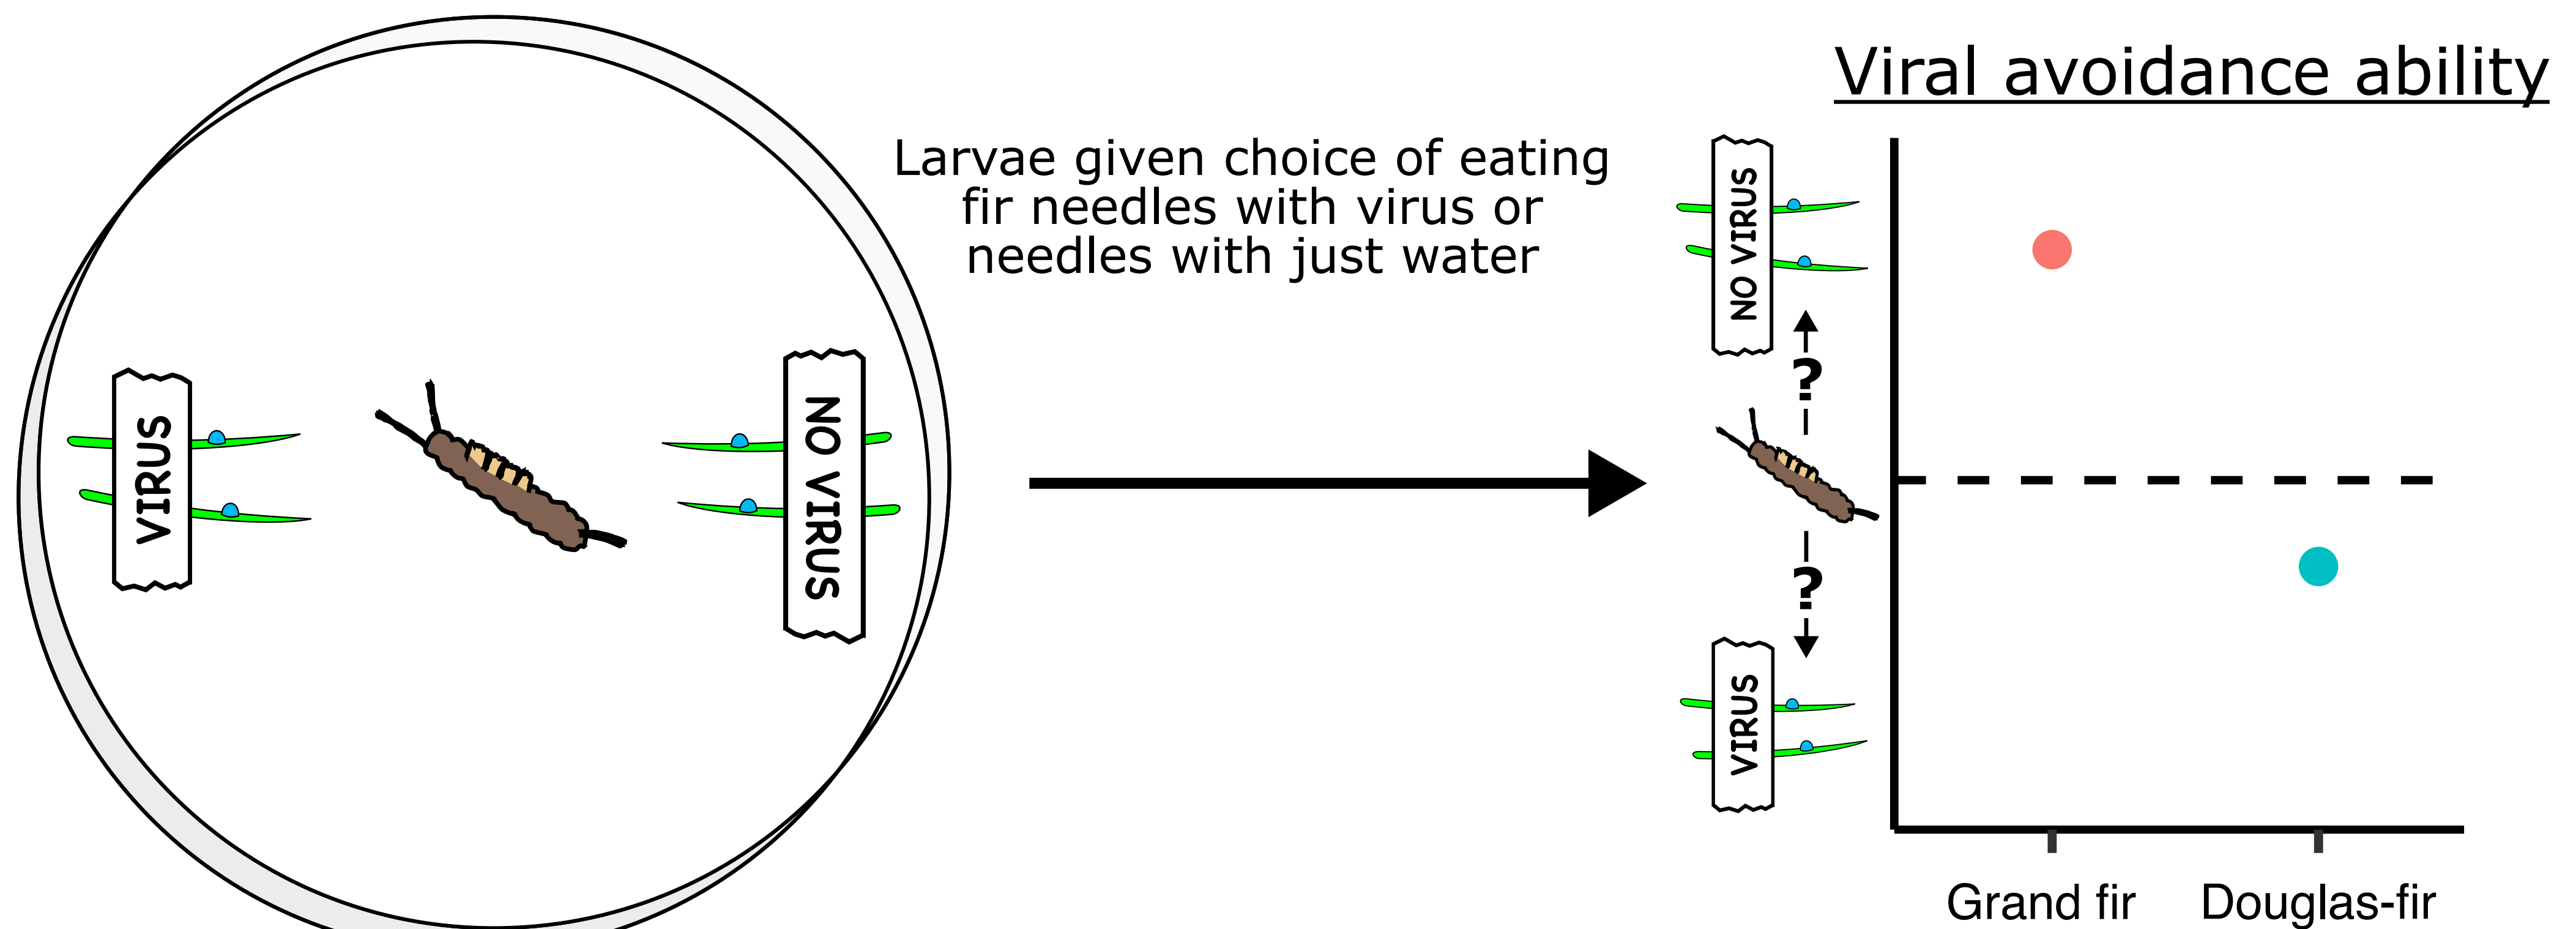 VIRUS
NO VIRUS
Larvae given choice of eating
fir needles with virus or
needles with just water
Viral avoidance ability
NO VIRUS
?
?
VIRUS
Grand fir
Douglas-fir